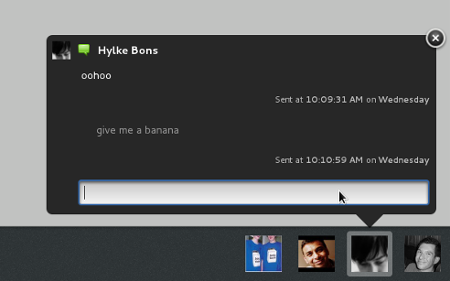 Hylke Bons
oohoo
Sent at 10:09:31 AM on Wednesday
give me a banana
Sent at 10:10:59 AM on Wednesday